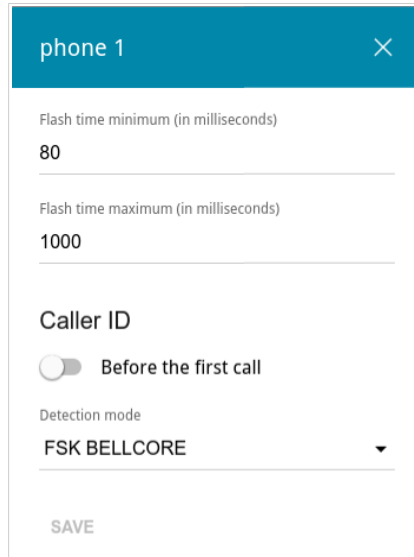 phone 1
Flash time minimum (in milliseconds)
80
Flash time maximum (in milliseconds)
1000
Caller ID
Before the first call
Detection mode
FSK BELLCORE
SAVE